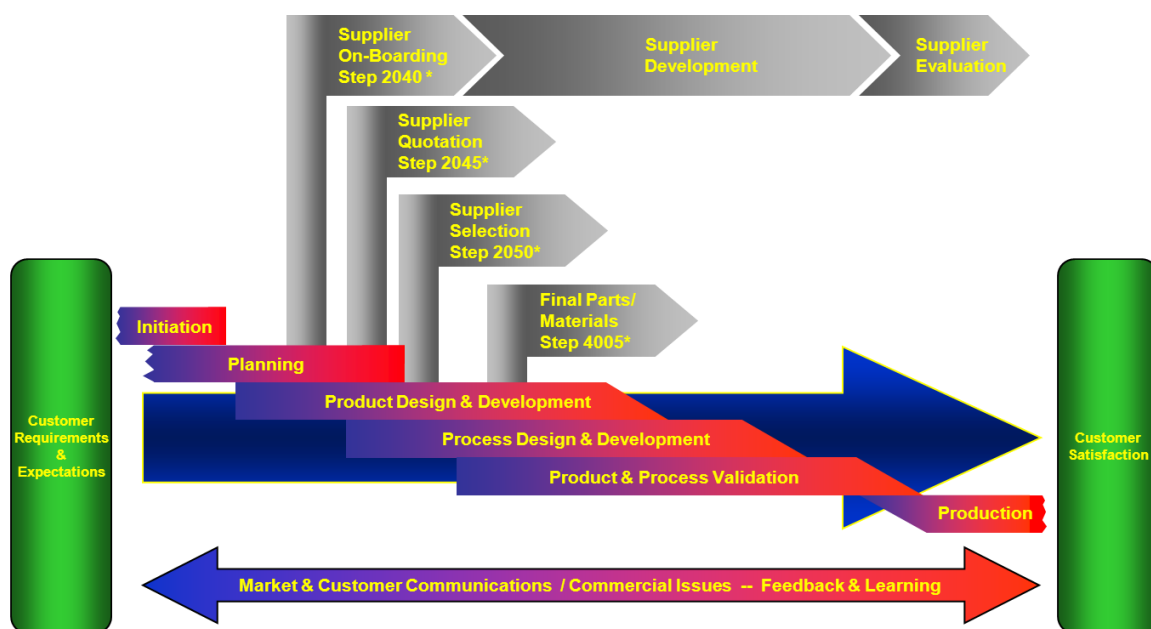 Supplier
On-Boarding
Step 2040 *
Supplier
Development
Supplier
Evaluation
Supplier
Quotation
Step 2045*
Supplier
Selection
Step 2050*
Final Parts/
Materials
Step 4005*
Initiation
Planning
Product Design & Development
Process Design & Development
Product & Process Validation
Production
Customer
Requirements
&
Expectations
Customer
Satisfaction
Market & Customer Communications / Commercial Issues -- Feedback & Learning